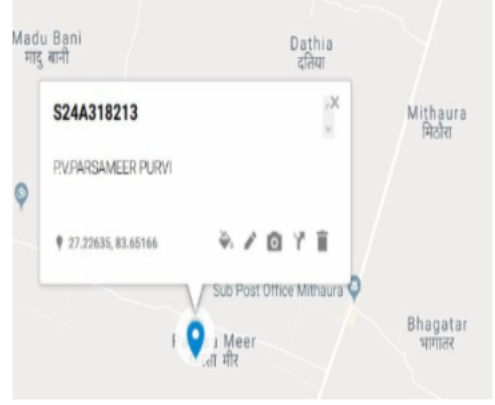 Madu Bani
मादु बानी
Dathia
दतिया
S24A318213
P.V.PARSAMEER PURVI
27.22635, 83.65166
Mithaura
मिठौरा
Sub Post Office Mithaura
Meer
मीर
Bhagatar
भागातर